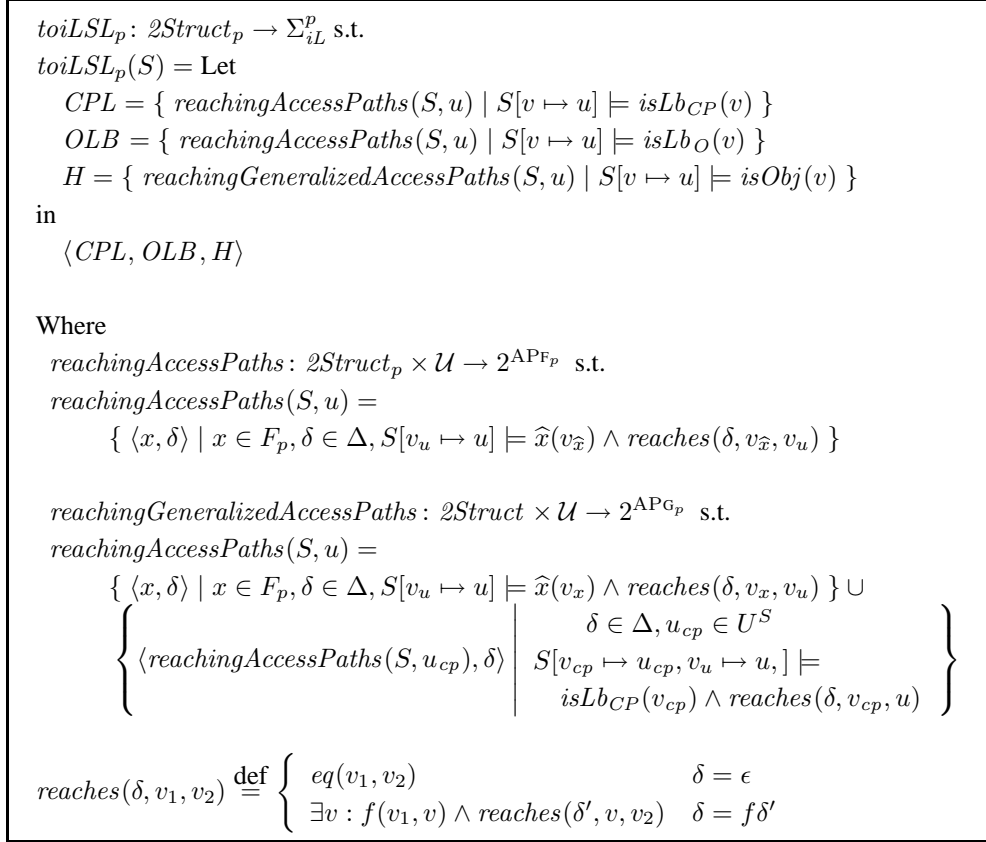 toiLSL_p : 2Struct_p → Σ^p_{iL} s.t.
toiLSL_p(S) = Let
CPL = { reachingAccessPaths(S, u) | S[v ↦ u] ⊨ isLb_{CP}(v) }
OLB = { reachingAccessPaths(S, u) | S[v ↦ u] ⊨ isLb_O(v) }
H = { reachingGeneralizedAccessPaths(S, u) | S[v ↦ u] ⊨ isObj(v) }
in
⟨CPL, OLB, H⟩
Where
reachingAccessPaths : 2Struct_p × 𝒰 → 2^{APF_p} s.t.
reachingAccessPaths(S, u) =
{ ⟨x, δ⟩ | x ∈ F_p, δ ∈ Δ, S[v_u ↦ u] ⊨ x̂(v_{x̂}) ∧ reaches(δ, v_{x̂}, v_u) }
reachingGeneralizedAccessPaths : 2Struct × 𝒰 → 2^{APG_p} s.t.
reachingAccessPaths(S, u) =
{ ⟨x, δ⟩ | x ∈ F_p, δ ∈ Δ, S[v_u ↦ u] ⊨ x̂(v_x) ∧ reaches(δ, v_x, v_u) } ∪
{ ⟨reachingAccessPaths(S, u_{cp}), δ⟩ | δ ∈ Δ, u_{cp} ∈ U^S
S[v_{cp} ↦ u_{cp}, v_u ↦ u, ] ⊨
isLb_{CP}(v_{cp}) ∧ reaches(δ, v_{cp}, u) }
reaches(δ, v_1, v_2) def= { eq(v_1, v_2) δ = ϵ
∃v : f(v_1, v) ∧ reaches(δ′, v, v_2) δ = fδ′